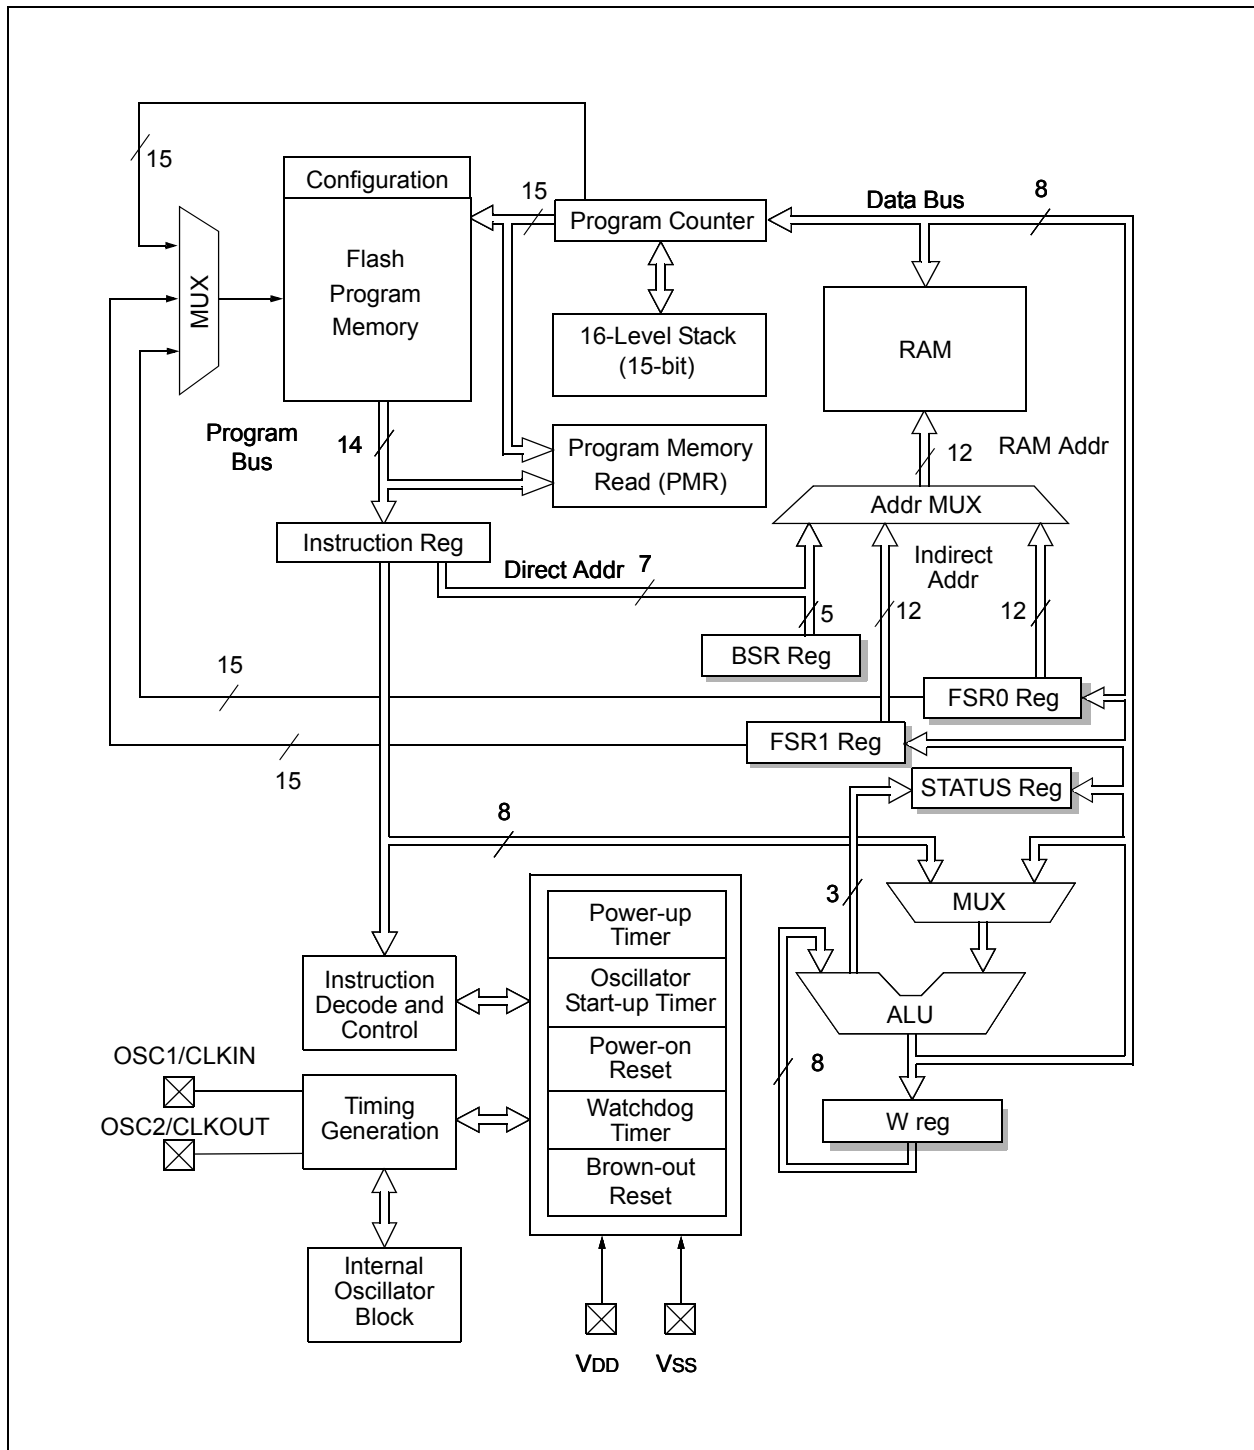 15
Configuration
Flash
Program
Memory
MUX
15
Program Counter
Data Bus
8
16-Level Stack
(15-bit)
RAM
Program
Bus
14
Program Memory
Read (PMR)
12
RAM Addr
Addr MUX
Instruction Reg
Direct Addr
7
Indirect
Addr
5
12
12
BSR Reg
15
FSR0 Reg
15
FSR1 Reg
STATUS Reg
8
3
MUX
Power-up
Timer
Oscillator
Start-up Timer
Power-on
Reset
Watchdog
Timer
Brown-out
Reset
Instruction
Decode and
Control
ALU
8
W reg
OSC1/CLKIN
OSC2/CLKOUT
Timing
Generation
Internal
Oscillator
Block
VDD
VSS